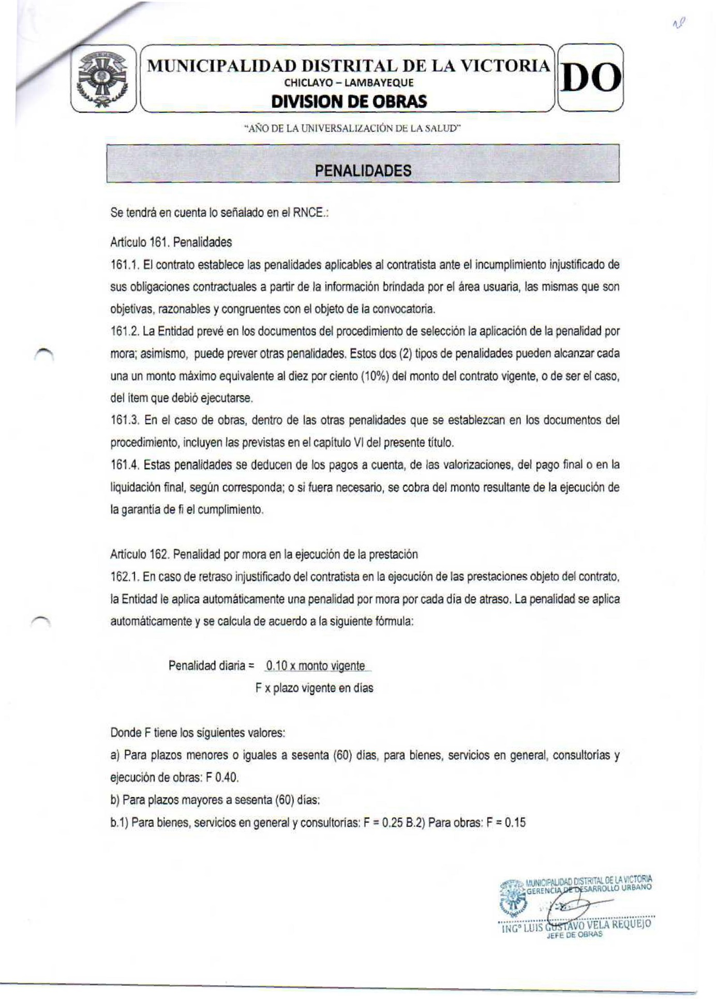 MUNICIPALIDAD DISTRITAL DE LA VICTORIA
CHICLAYO – LAMBAYEQUE
DIVISION DE OBRAS
DO
“AÑO DE LA UNIVERSALIZACIÓN DE LA SALUD”
PENALIDADES
Se tendrá en cuenta lo señalado en el RNCE.:
Artículo 161. Penalidades
161.1. El contrato establece las penalidades aplicables al contratista ante el incumplimiento injustificado de
sus obligaciones contractuales a partir de la información brindada por el área usuaria, las mismas que son
objetivas, razonables y congruentes con el objeto de la convocatoria.
161.2. La Entidad prevé en los documentos del procedimiento de selección la aplicación de la penalidad por
mora; asimismo, puede prever otras penalidades. Estos dos (2) tipos de penalidades pueden alcanzar cada
una un monto máximo equivalente al diez por ciento (10%) del monto del contrato vigente, o de ser el caso,
del ítem que debió ejecutarse.
161.3. En el caso de obras, dentro de las otras penalidades que se establezcan en los documentos del
procedimiento, incluyen las previstas en el capítulo VI del presente título.
161.4. Estas penalidades se deducen de los pagos a cuenta, de las valorizaciones, del pago final o en la
liquidación final, según corresponda; o si fuera necesario, se cobra del monto resultante de la ejecución de
la garantía de fi el cumplimiento.
Artículo 162. Penalidad por mora en la ejecución de la prestación
162.1. En caso de retraso injustificado del contratista en la ejecución de las prestaciones objeto del contrato,
la Entidad le aplica automáticamente una penalidad por mora por cada día de atraso. La penalidad se aplica
automáticamente y se calcula de acuerdo a la siguiente fórmula:
Penalidad diaria = 0.10 x monto vigente
F x plazo vigente en días
Donde F tiene los siguientes valores:
a) Para plazos menores o iguales a sesenta (60) días, para bienes, servicios en general, consultorías y
ejecución de obras: F 0.40.
b) Para plazos mayores a sesenta (60) días:
b.1) Para bienes, servicios en general y consultorías: F = 0.25 B.2) Para obras: F = 0.15
MUNICIPALIDAD DISTRITAL DE LA VICTORIA
GERENCIA DE DESARROLLO URBANO
INGº LUIS GUSTAVO VELA REQUEJO
JEFE DE OBRAS